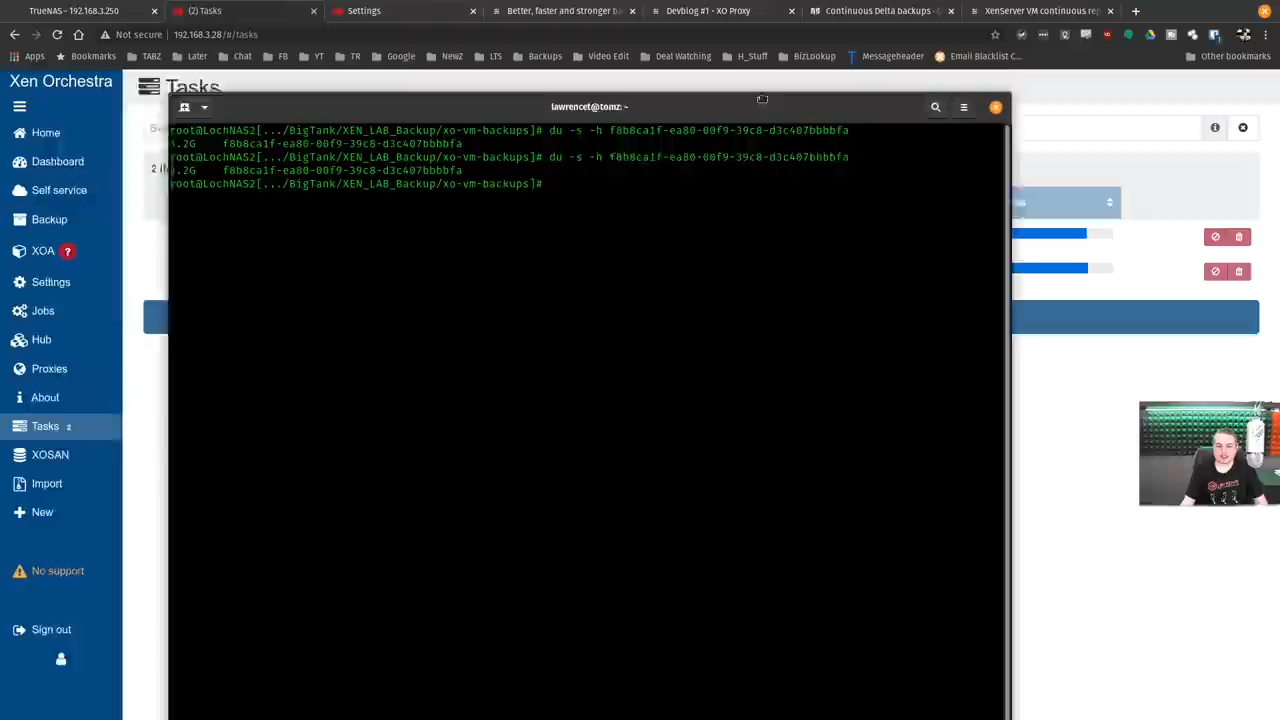 TrueNAS - 192.168.3.250
(2) Tasks
Settings
Better, faster and stronger ba
Devblog #1 - XO Proxy
Continuous Delta backups -
XenServer VM continuous rep
Not secure 192.168.3.28/#/tasks
Apps Bookmarks TABZ Later Chat FB YT TR Google NewZ LTS Backups Video Edit Deal Watching H_Stuff BizLookup Messageheader Email Blacklist C... Other bookmarks
Xen Orchestra
Tasks
lawrencet@tomz: ~
root@LochNAS2[.../BigTank/XEN_LAB_Backup/xo-vm-backups]# du -s -h f8b8ca1f-ea80-00f9-39c8-d3c407bbbbfa
.2G f8b8ca1f-ea80-00f9-39c8-d3c407bbbbfa
root@LochNAS2[.../BigTank/XEN_LAB_Backup/xo-vm-backups]# du -s -h f8b8ca1f-ea80-00f9-39c8-d3c407bbbbfa
.2G f8b8ca1f-ea80-00f9-39c8-d3c407bbbbfa
root@LochNAS2[.../BigTank/XEN_LAB_Backup/xo-vm-backups]#
Home
Dashboard
Self service
Backup
XOA ?
Settings
Jobs
Hub
Proxies
About
Tasks 2
XOSAN
Import
New
No support
Sign out